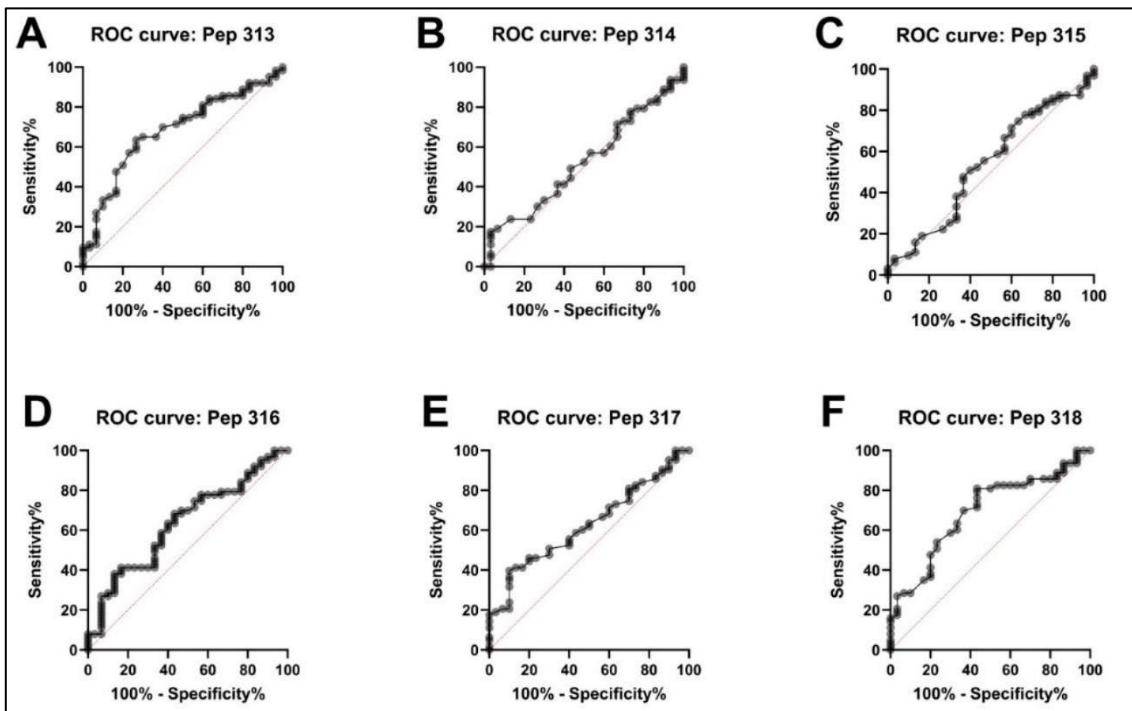 A
ROC curve: Pep 313
Sensitivity%
100
80
60
40
20
0
0 20 40 60 80 100
100% - Specificity%
B
ROC curve: Pep 314
Sensitivity%
100
80
60
40
20
0
0 20 40 60 80 100
100% - Specificity%
C
ROC curve: Pep 315
Sensitivity%
100
80
60
40
20
0
0 20 40 60 80 100
100% - Specificity%
D
ROC curve: Pep 316
Sensitivity%
100
80
60
40
20
0
0 20 40 60 80 100
100% - Specificity%
E
ROC curve: Pep 317
Sensitivity%
100
80
60
40
20
0
0 20 40 60 80 100
100% - Specificity%
F
ROC curve: Pep 318
Sensitivity%
100
80
60
40
20
0
0 20 40 60 80 100
100% - Specificity%